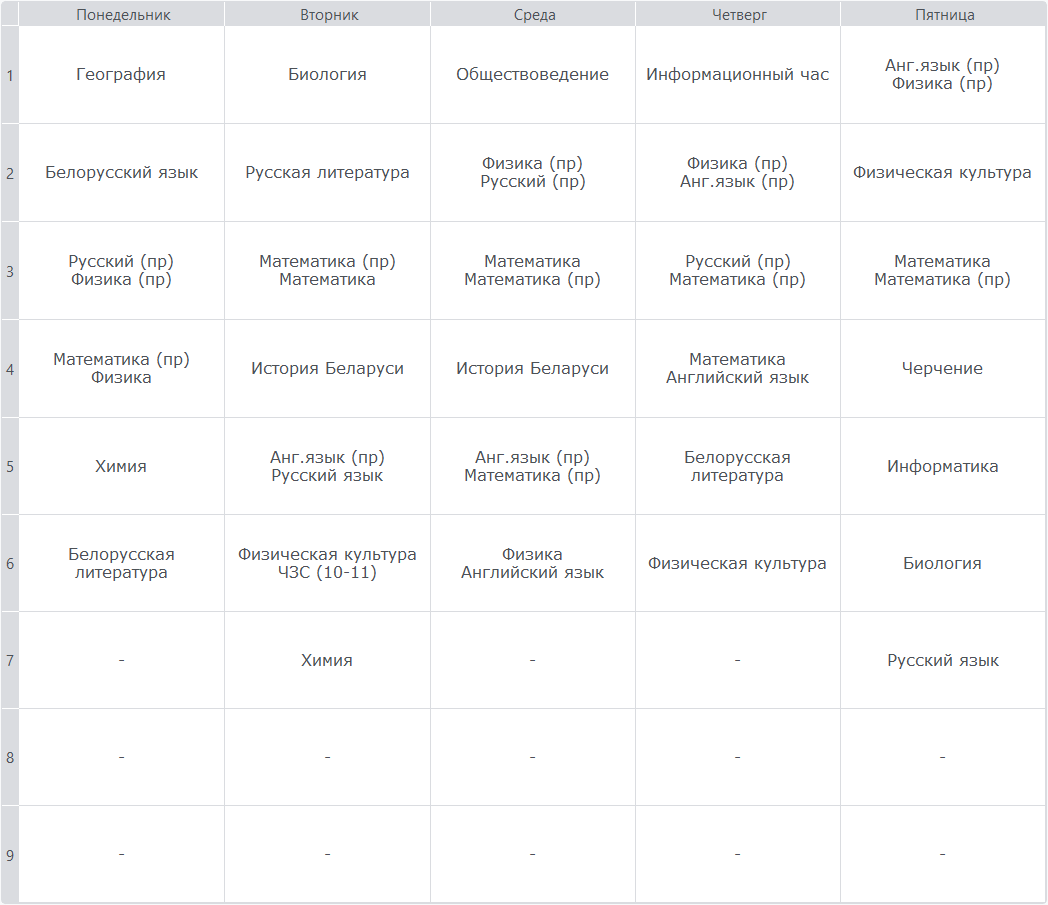 Понедельник Вторник Среда Четверг Пятница
1 География Биология Обществоведение Информационный час Анг.язык (пр)
Физика (пр)
2 Белорусский язык Русская литература Физика (пр) Физика (пр) Физическая культура
Русский (пр) Анг.язык (пр)
3 Русский (пр) Математика (пр) Математика Русский (пр) Математика
Физика (пр) Математика Математика (пр) Математика (пр) Математика (пр)
4 Математика (пр) История Беларуси История Беларуси Математика Черчение
Физика Английский язык
5 Химия Анг.язык (пр) Анг.язык (пр) Белорусская Информатика
Русский язык Математика (пр) литература
6 Белорусская Физическая культура Физика Физическая культура Биология
литература ЧЗС (10-11) Английский язык
7 - Химия - - Русский язык
8 - - - - -
9 - - - - -